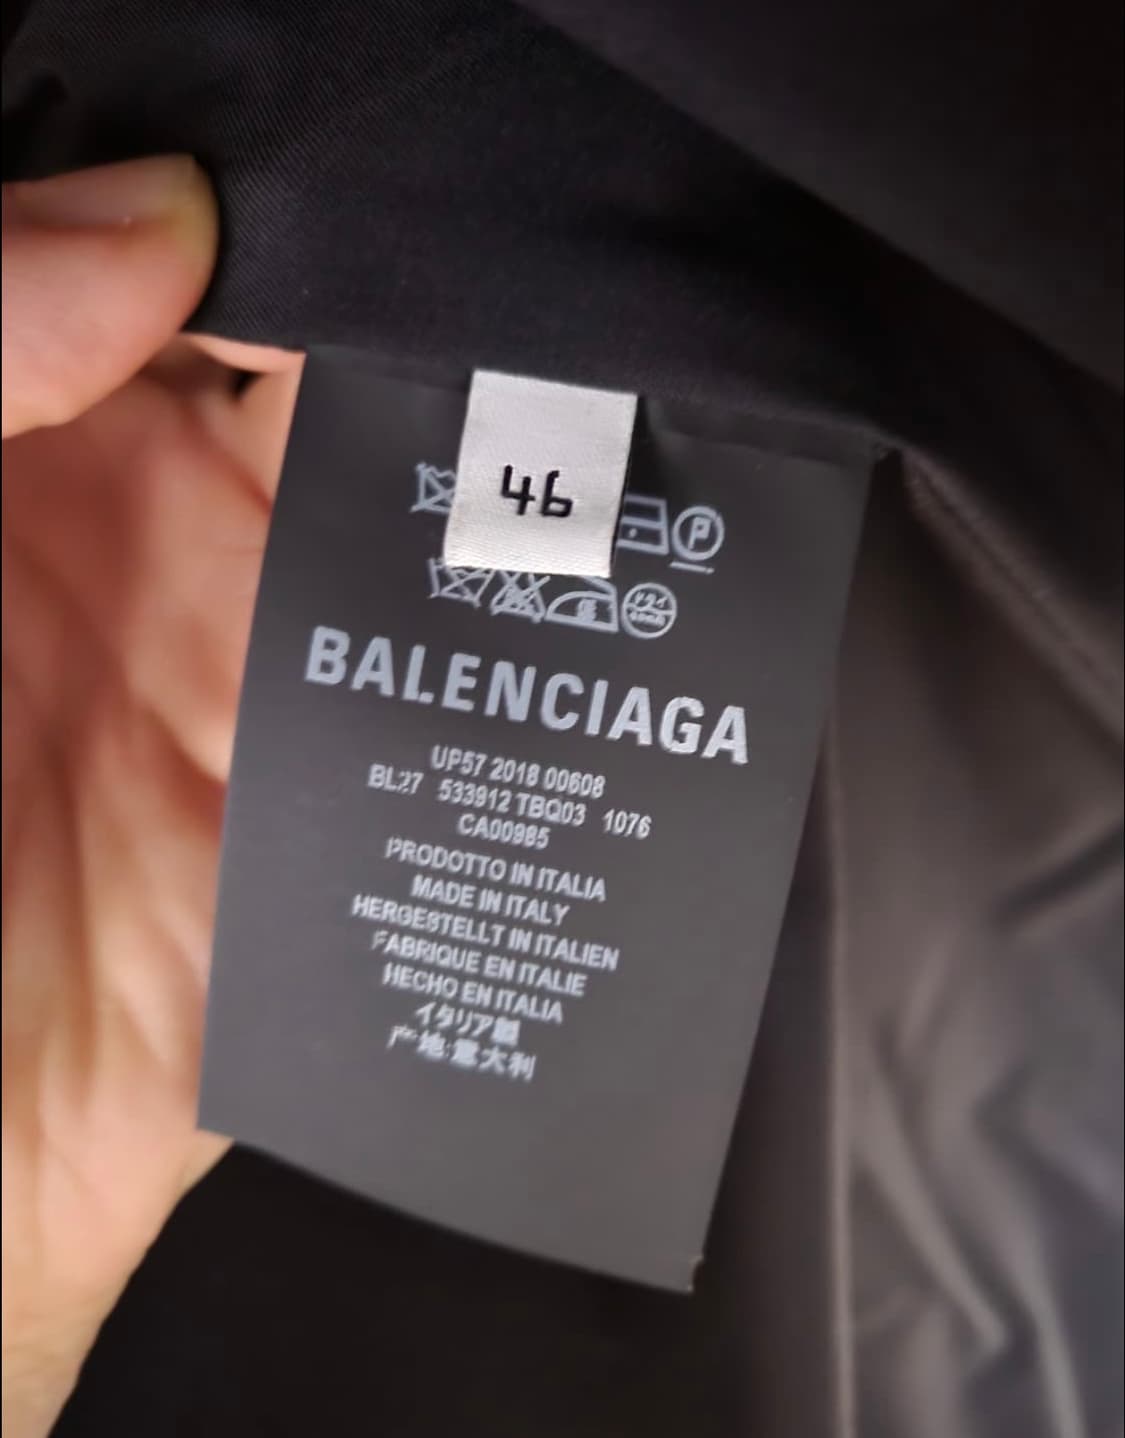 46
P
BALENCIAGA
UP57 2018 00608
BL27 533912 TBQ03 1076
CA00985
PRODOTTO IN ITALIA
MADE IN ITALY
HERGESTELLT IN ITALIEN
FABRIQUE EN ITALIE
HECHO EN ITALIA
イタリア製
产地:意大利